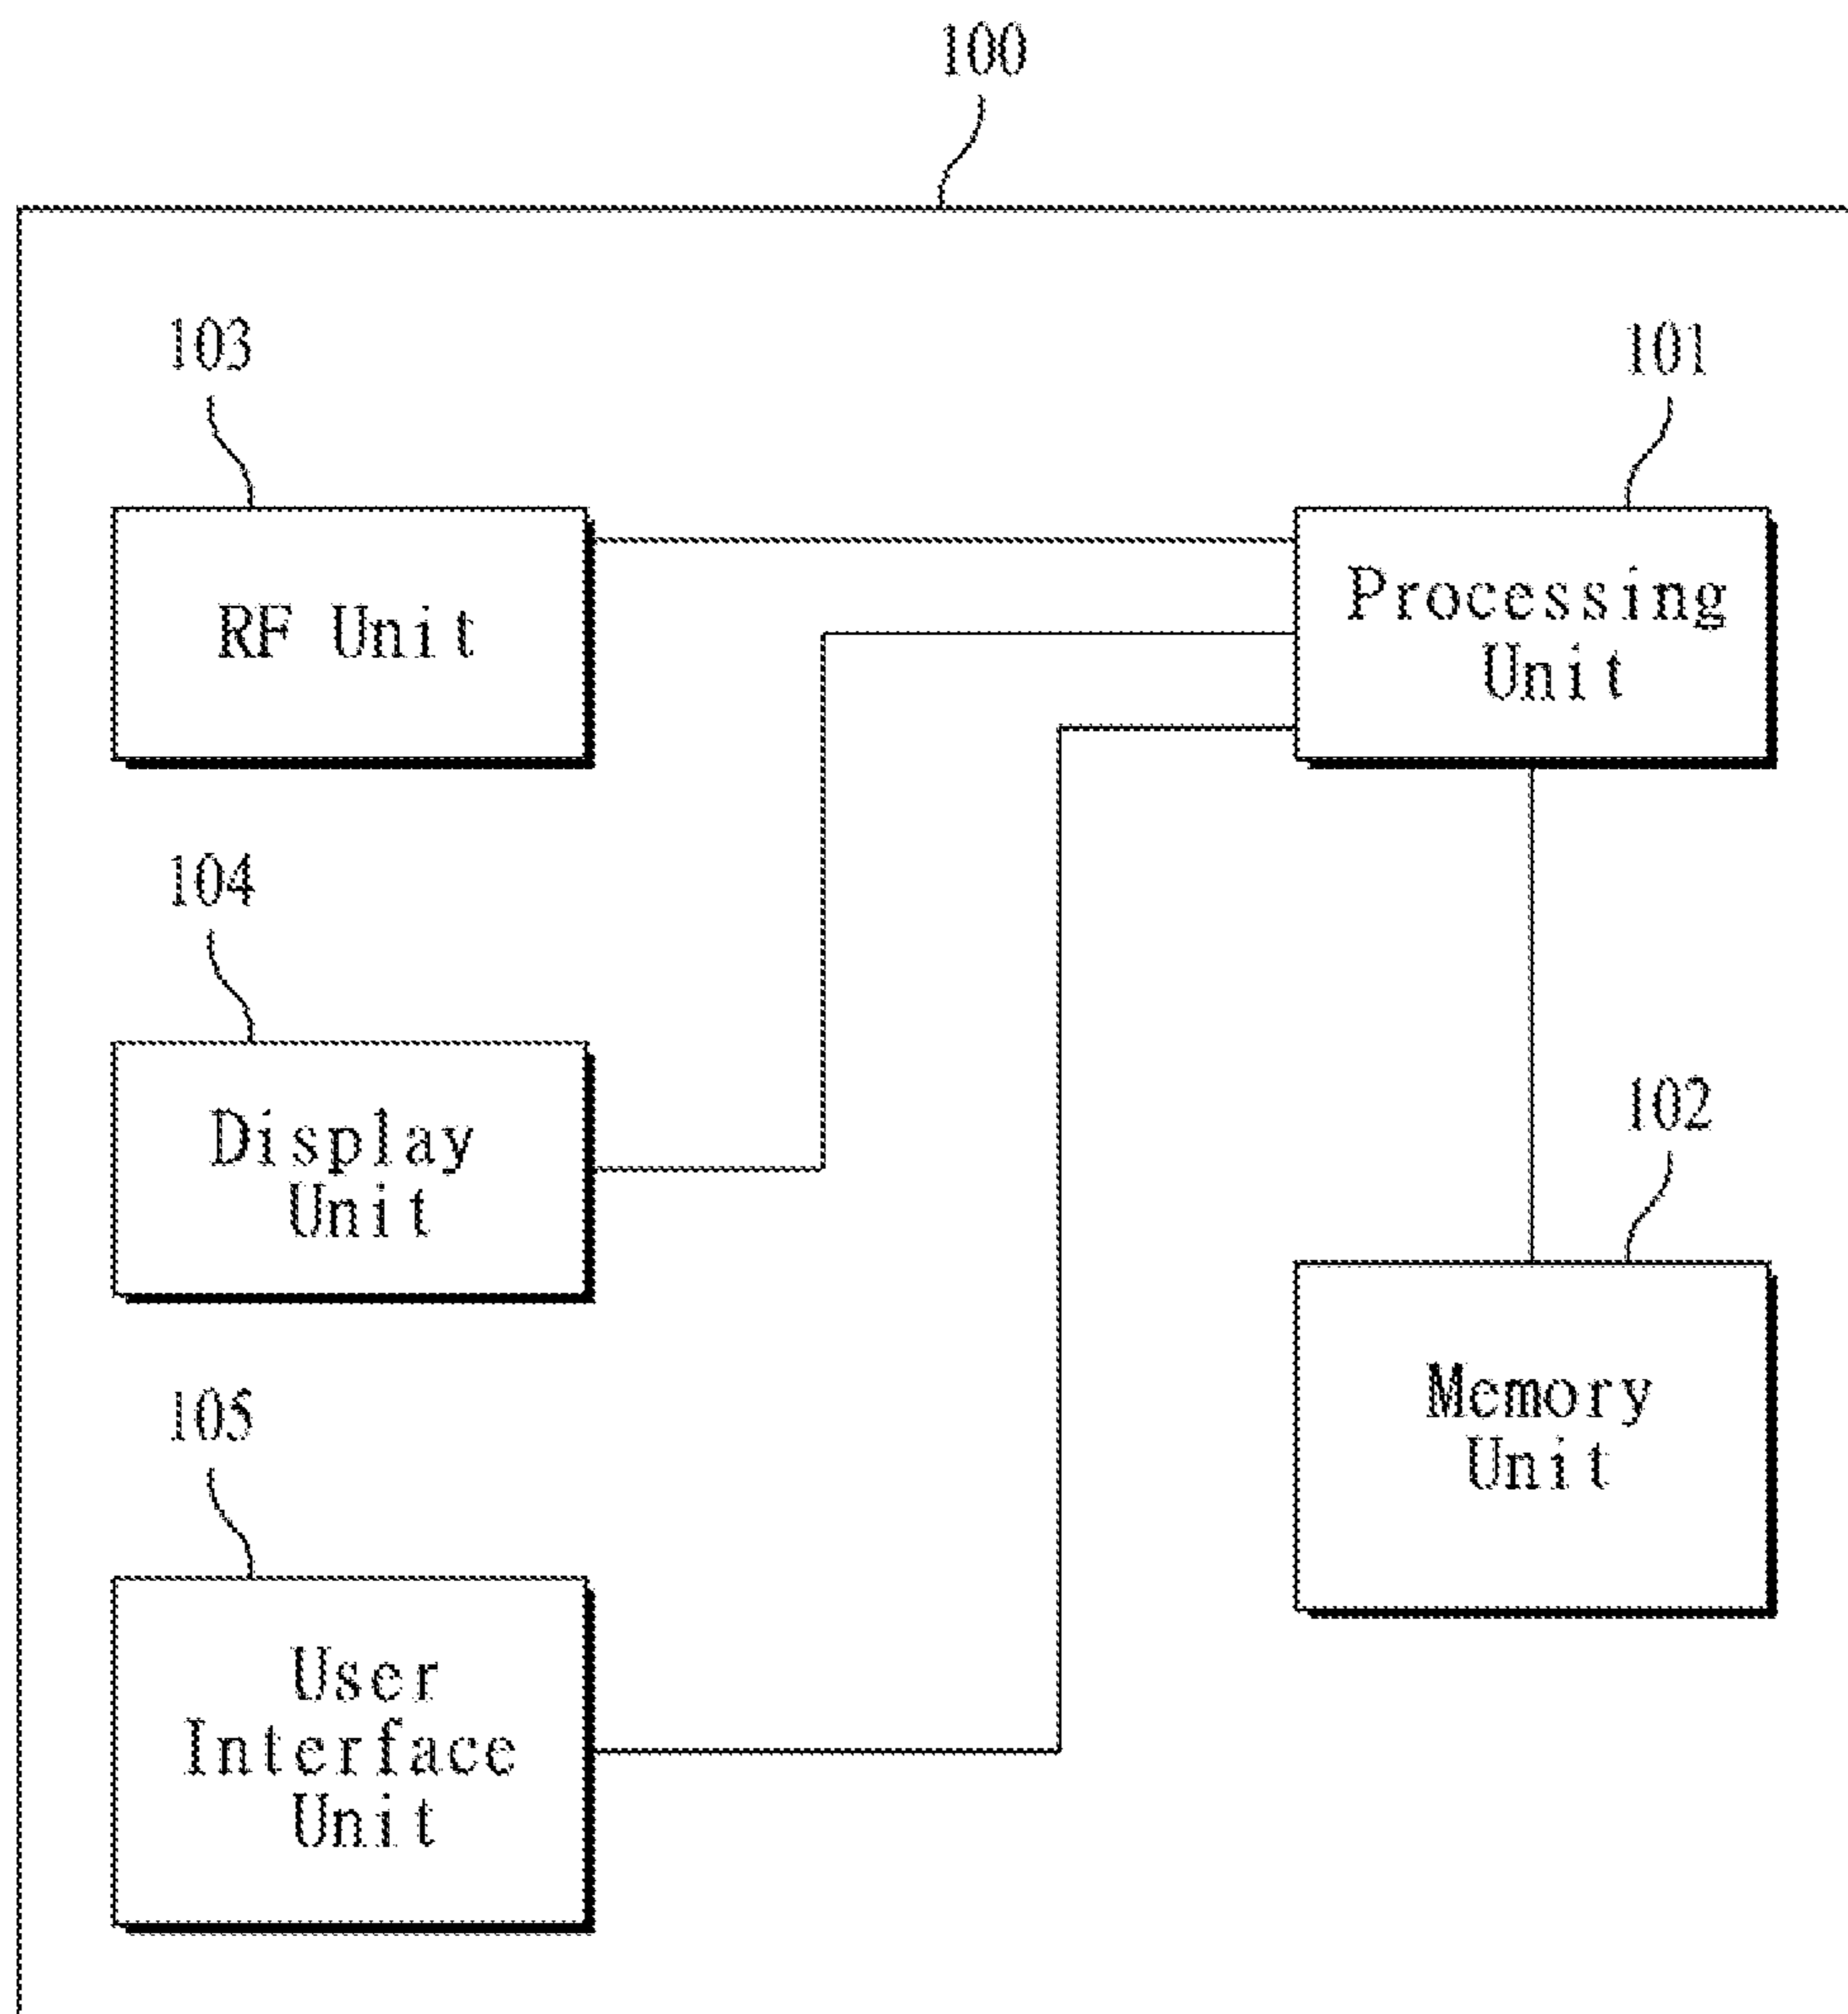 100
103
101
RF Unit
Processing
Unit
104
Display
Unit
102
Memory
Unit
105
User
Interface
Unit